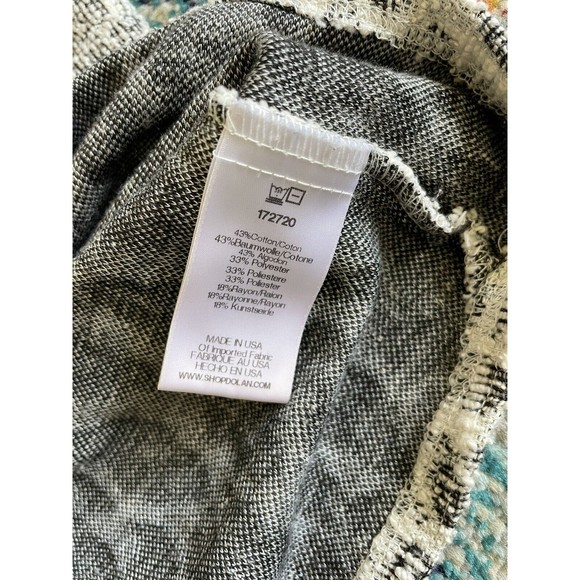 172720
43%Cotton/Coton
43%Baumwolle/Cotone
43% Algodon
33% Polyester
33% Poliestere
33% Poliester
18%Rayon/Raion
18%Rayonne/Rayon
18% Kunstseide
MADE IN USA
Of Imported Fabric
FABRIQUE AU USA
HECHO EN USA
WWW.SHOPDOLAN.COM